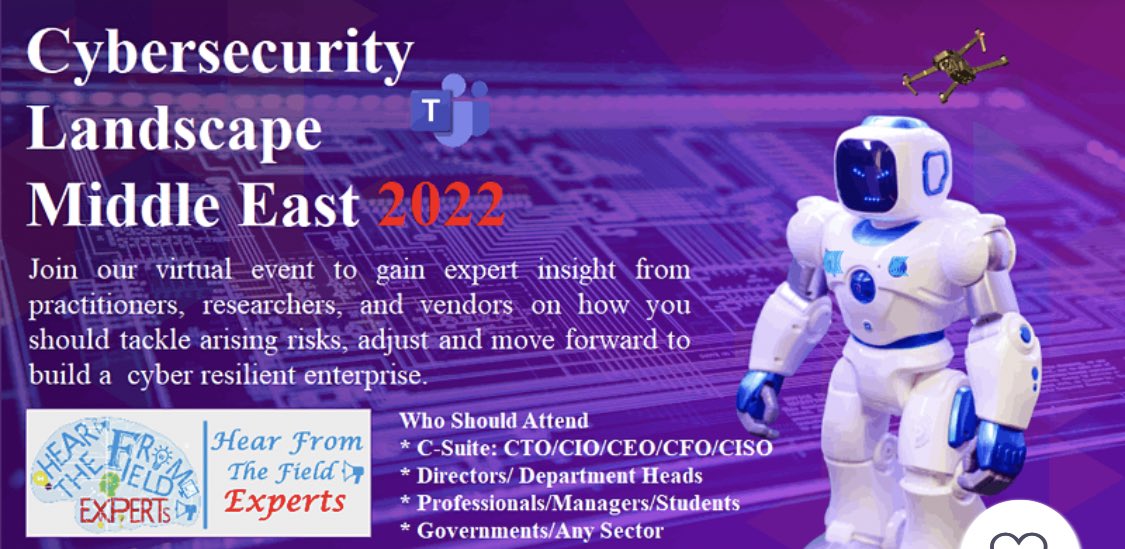 Cybersecurity
Landscape
Middle East 2022
T
Join our virtual event to gain expert insight from
practitioners, researchers, and vendors on how you
should tackle arising risks, adjust and move forward to
build a cyber resilient enterprise.
HEAR FROM
THE FIELD
EXPERTs
Hear From
The Field
Experts
Who Should Attend
* C-Suite: CTO/CIO/CEO/CFO/CISO
* Directors/ Department Heads
* Professionals/Managers/Students
* Governments/Any Sector